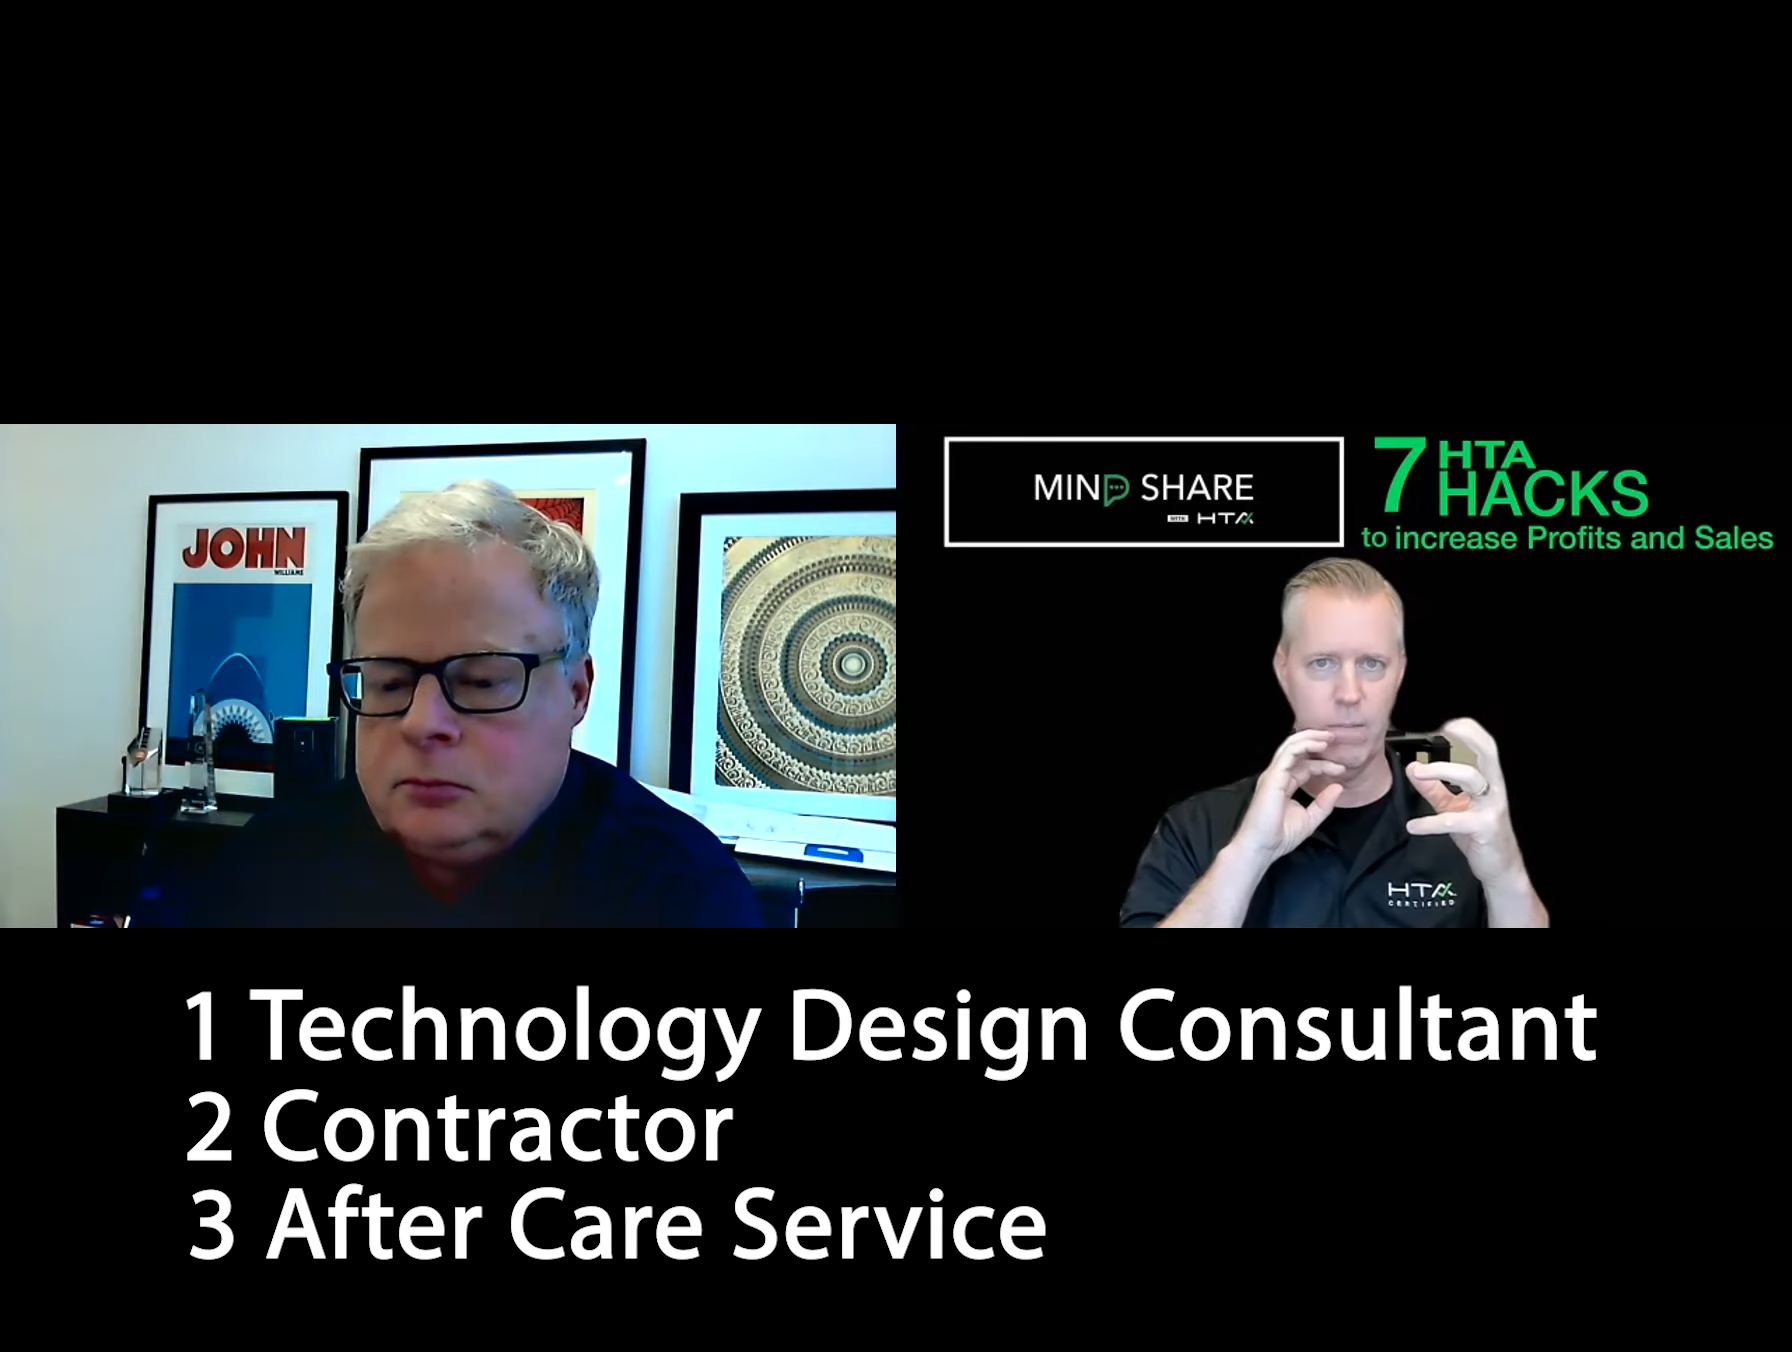 JOHN
WILLIAMS
MIND SHARE
WITH HTA
7 HTA
HACKS
to increase Profits and Sales
HTA
CERTIFIED
1 Technology Design Consultant
2 Contractor
3 After Care Service